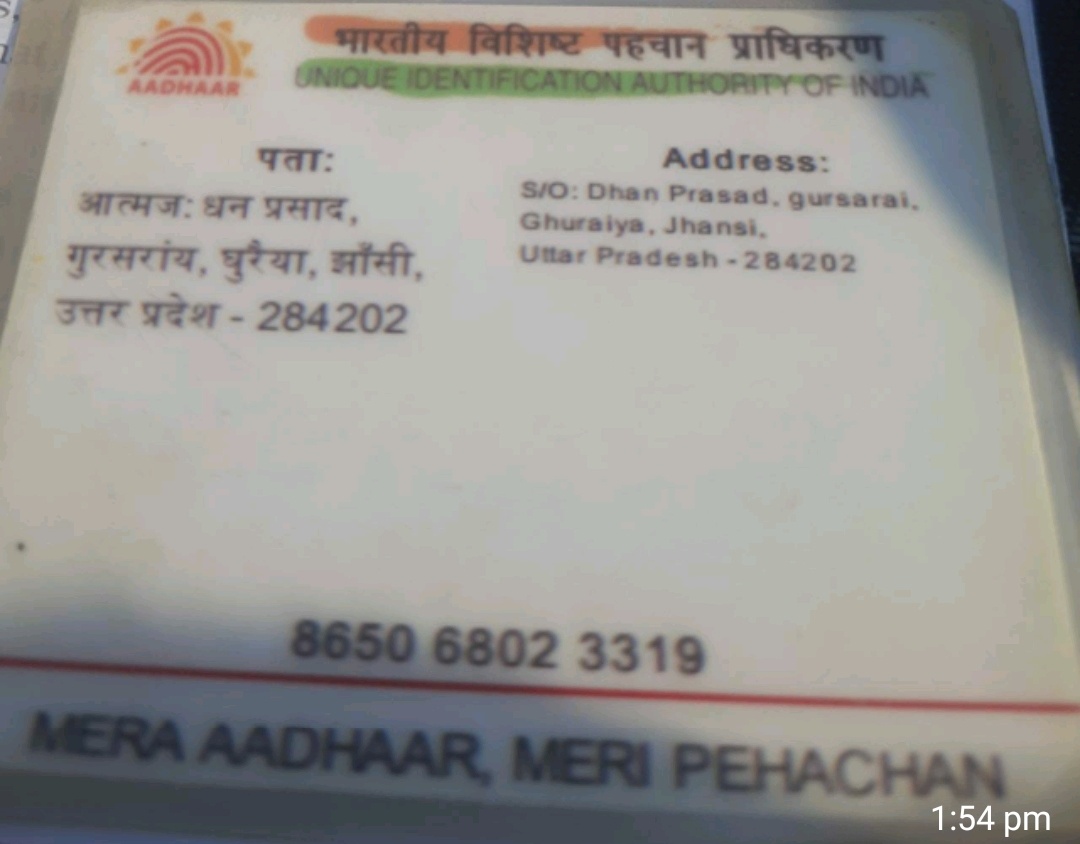 भारतीय विशिष्ट पहचान प्राधिकरण
AADHAAR
UNIQUE IDENTIFICATION AUTHORITY OF INDIA
पता:
आत्मज: धन प्रसाद,
गुरसरांय, घुरैया, झाँसी,
उत्तर प्रदेश - 284202
Address:
S/O: Dhan Prasad, gursarai,
Ghuraiya, Jhansi,
Uttar Pradesh - 284202
8650 6802 3319
MERA AADHAAR, MERI PEHACHAN
1:54 pm